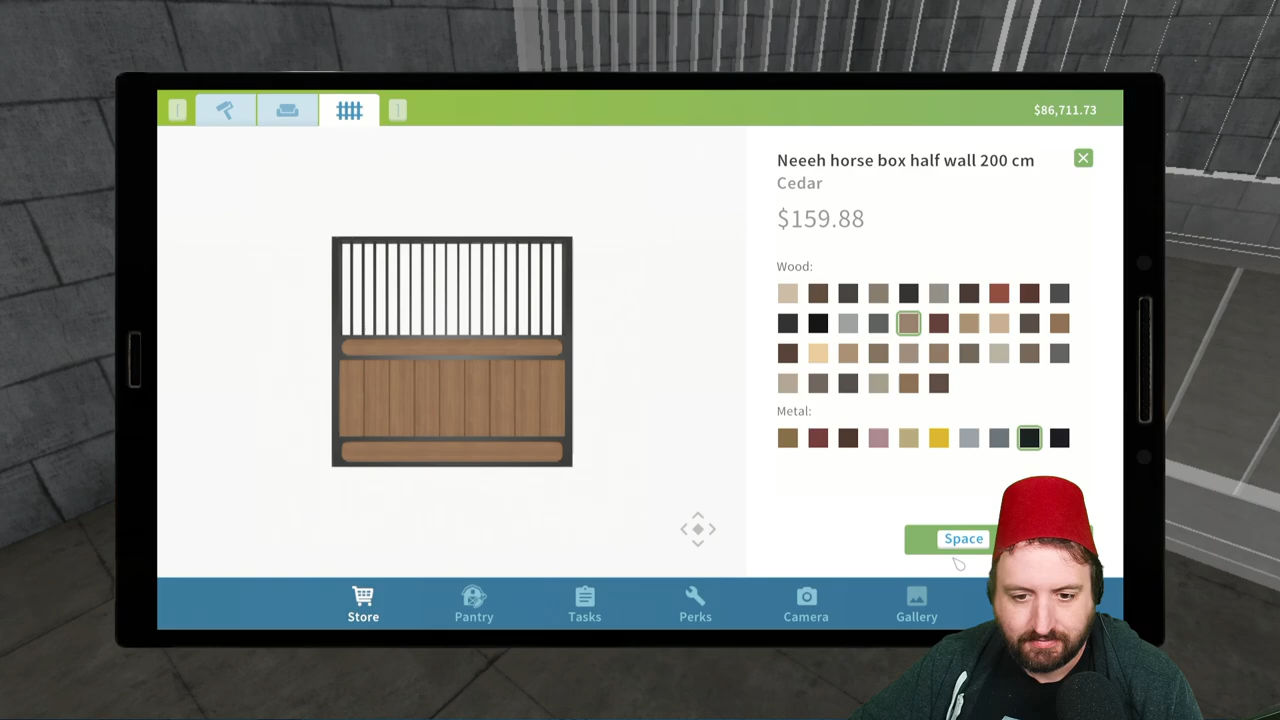 [
]
$86,711.73
Neeeh horse box half wall 200 cm
Cedar
$159.88
Wood:
Metal:
Space
Store
Pantry
Tasks
Perks
Camera
Gallery